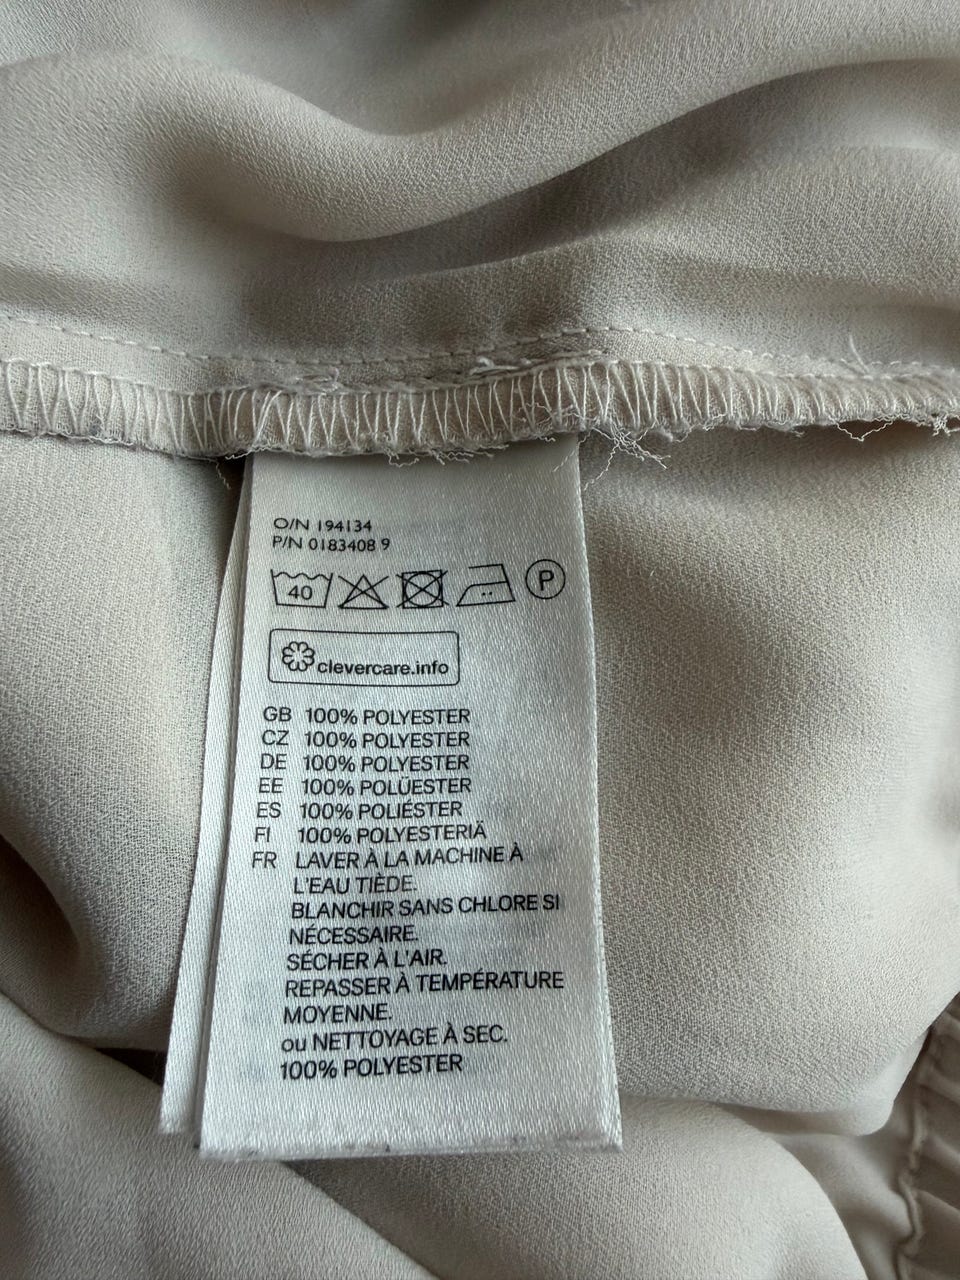 O/N 194134
P/N 0183408 9
40 P
clevercare.info
GB 100% POLYESTER
CZ 100% POLYESTER
DE 100% POLYESTER
EE 100% POLÜESTER
ES 100% POLIÉSTER
FI 100% POLYESTERIÄ
FR LAVER À LA MACHINE À
L'EAU TIÈDE.
BLANCHIR SANS CHLORE SI
NÉCESSAIRE.
SÉCHER À L'AIR.
REPASSER À TEMPÉRATURE
MOYENNE.
ou NETTOYAGE À SEC.
100% POLYESTER